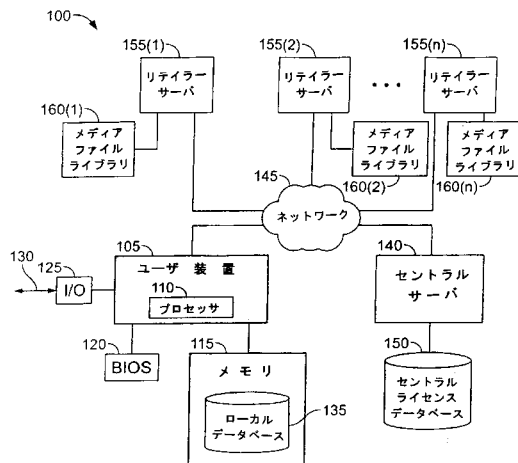 100
155(1)
リテイラー
サーバ
155(2)
リテイラー
サーバ
...
155(n)
リテイラー
サーバ
160(1)
メディア
ファイル
ライブラリ
メディア
ファイル
ライブラリ
160(2)
メディア
ファイル
ライブラリ
160(n)
145
ネットワーク
105
ユーザ装置
110
プロセッサ
130
125
I/O
120
BIOS
115
メモリ
ローカル
データベース
135
140
セントラル
サーバ
150
セントラル
ライセンス
データベース